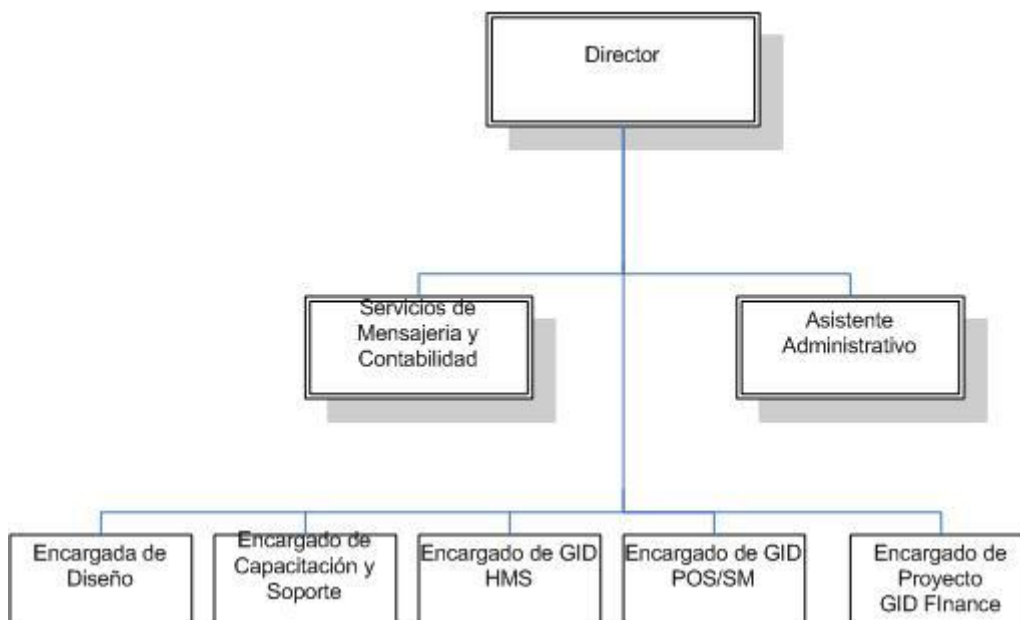 Director
Servicios de
Mensajeria y
Contabilidad
Asistente
Administrativo
Encargada de
Diseño
Encargado de
Capacitación y
Soporte
Encargado de GID
HMS
Encargado de GID
POS/SM
Encargado de
Proyecto
GID FInance